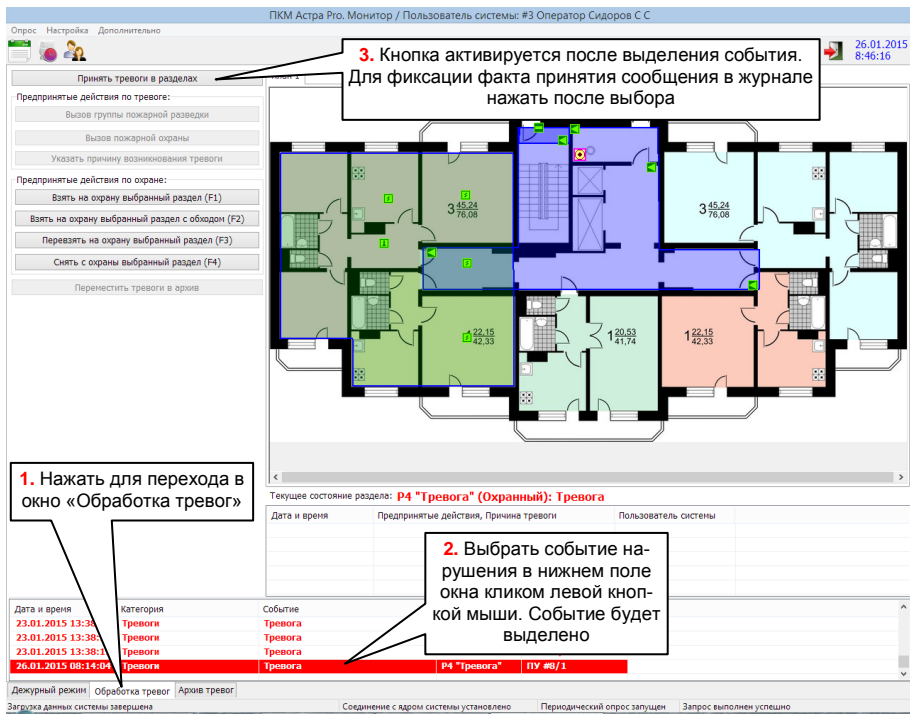 ПКМ Астра Pro. Монитор / Пользователь системы: #3 Оператор Сидоров С С
Опрос Настройка Дополнительно
26.01.2015
8:46:16
3. Кнопка активируется после выделения события.
Для фиксации факта принятия сообщения в журнале
нажать после выбора
Принять тревоги в разделах
Предпринятые действия по тревоге:
Вызов группы пожарной разведки
Вызов пожарной охраны
Указать причину возникновения тревоги
Предпринятые действия по охране:
Взять на охрану выбранный раздел (F1)
Взять на охрану выбранный раздел с обходом (F2)
Перевзять на охрану выбранный раздел (F3)
Снять с охраны выбранный раздел (F4)
Переместить тревоги в архив
3 45,24
76,08
3 45,24
76,08
22,15
42,33
1 20,53
41,74
1 22,15
42,33
1. Нажать для перехода в
окно «Обработка тревог»
Текущее состояние раздела: Р4 "Тревога" (Охранный): Тревога
Дата и время Предпринятые действия, Причина тревоги Пользователь системы
2. Выбрать событие на-
рушения в нижнем поле
окна кликом левой кноп-
кой мыши. Событие будет
выделено
Дата и время Категория Событие
23.01.2015 13:38 Тревоги Тревога
23.01.2015 13:38: Тревоги Тревога
23.01.2015 13:38:1 Тревоги Тревога
26.01.2015 08:14:04 Тревоги Тревога Р4 "Тревога" ПУ #8/1
Дежурный режим Обработка тревог Архив тревог
Загрузка данных системы завершена Соединение с ядром системы установлено Периодический опрос запущен Запрос выполнен успешно